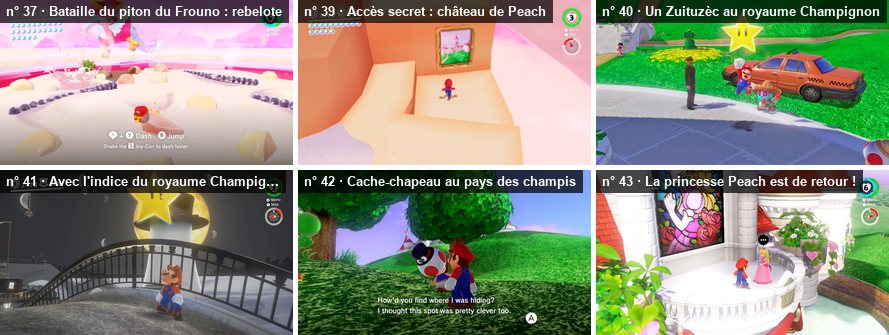 n° 37 · Bataille du piton du Frouno : rebelote
n° 39 · Accès secret : château de Peach
n° 40 · Un Zuituzèc au royaume Champignon
+ Y Dash B Jump
Shake the Joy-Con to dash faster.
n° 41 · Avec l'indice du royaume Champig...
n° 42 · Cache-chapeau au pays des champis
n° 43 · La princesse Peach est de retour !
How'd you find where I was hiding?
I thought this spot was pretty clever too.
A